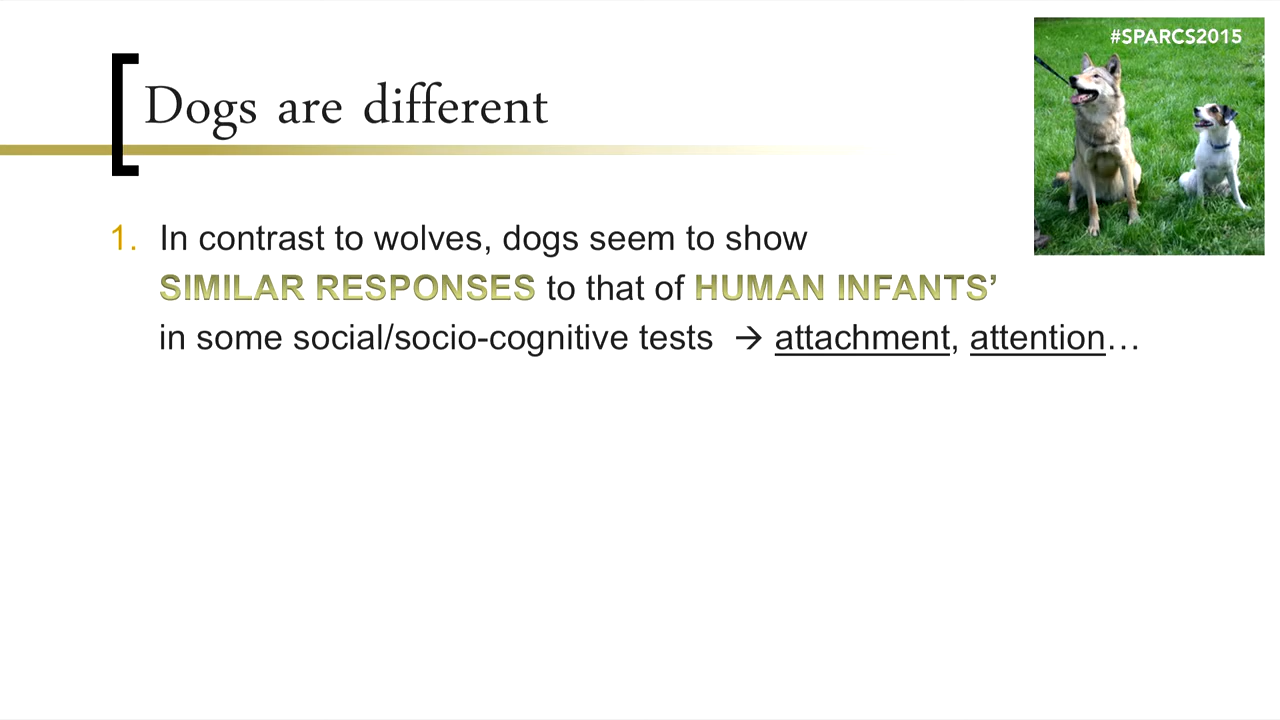 #SPARCS2015
Dogs are different
1. In contrast to wolves, dogs seem to show
SIMILAR RESPONSES to that of HUMAN INFANTS’
in some social/socio-cognitive tests → attachment, attention…